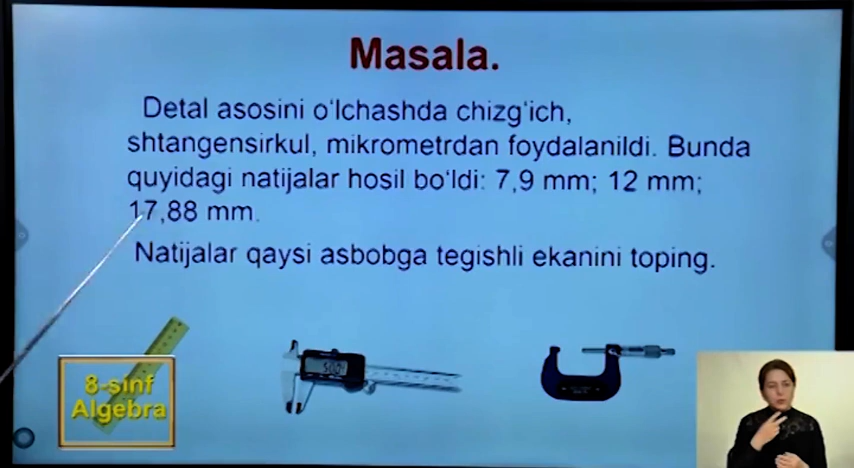 Masala.
Detal asosini o‘lchashda chizg‘ich,
shtangensirkul, mikrometrdan foydalanildi. Bunda
quyidagi natijalar hosil bo‘ldi: 7,9 mm; 12 mm;
17,88 mm.
Natijalar qaysi asbobga tegishli ekanini toping.
8-sinf
Algebra